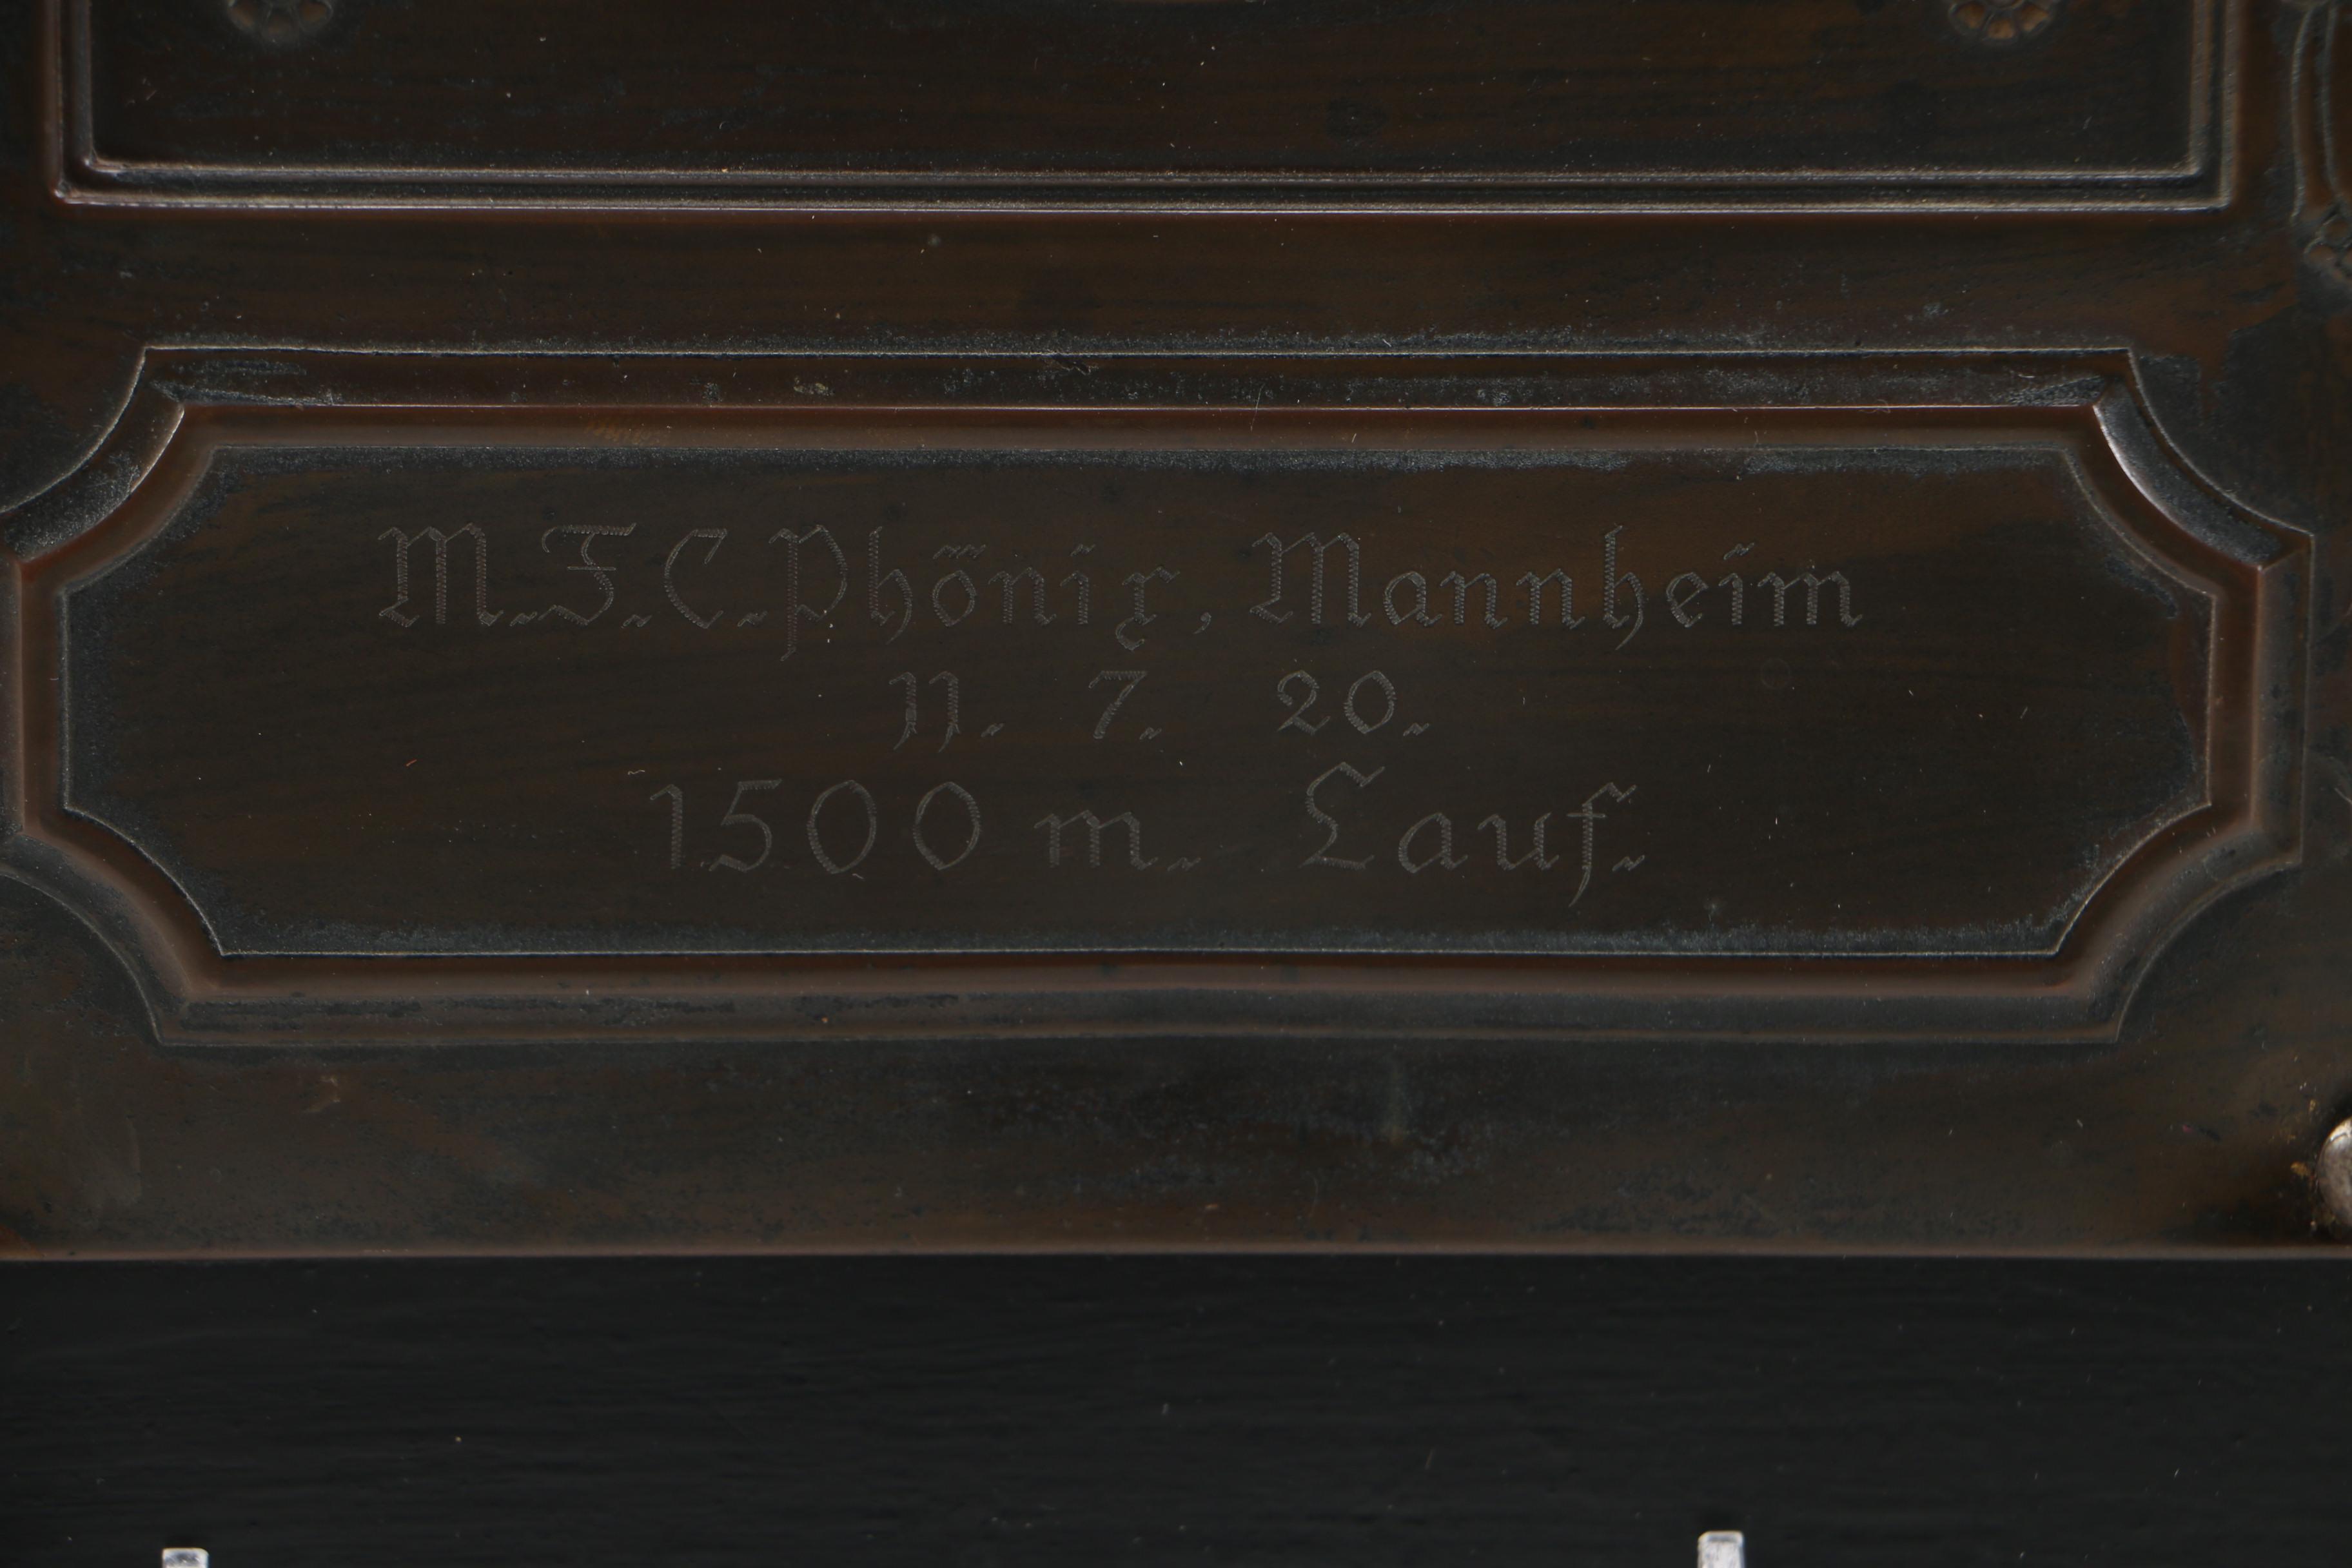 M.F.C.Phönix, Mannheim
11. 7. 20.
1500 m. Lauf.